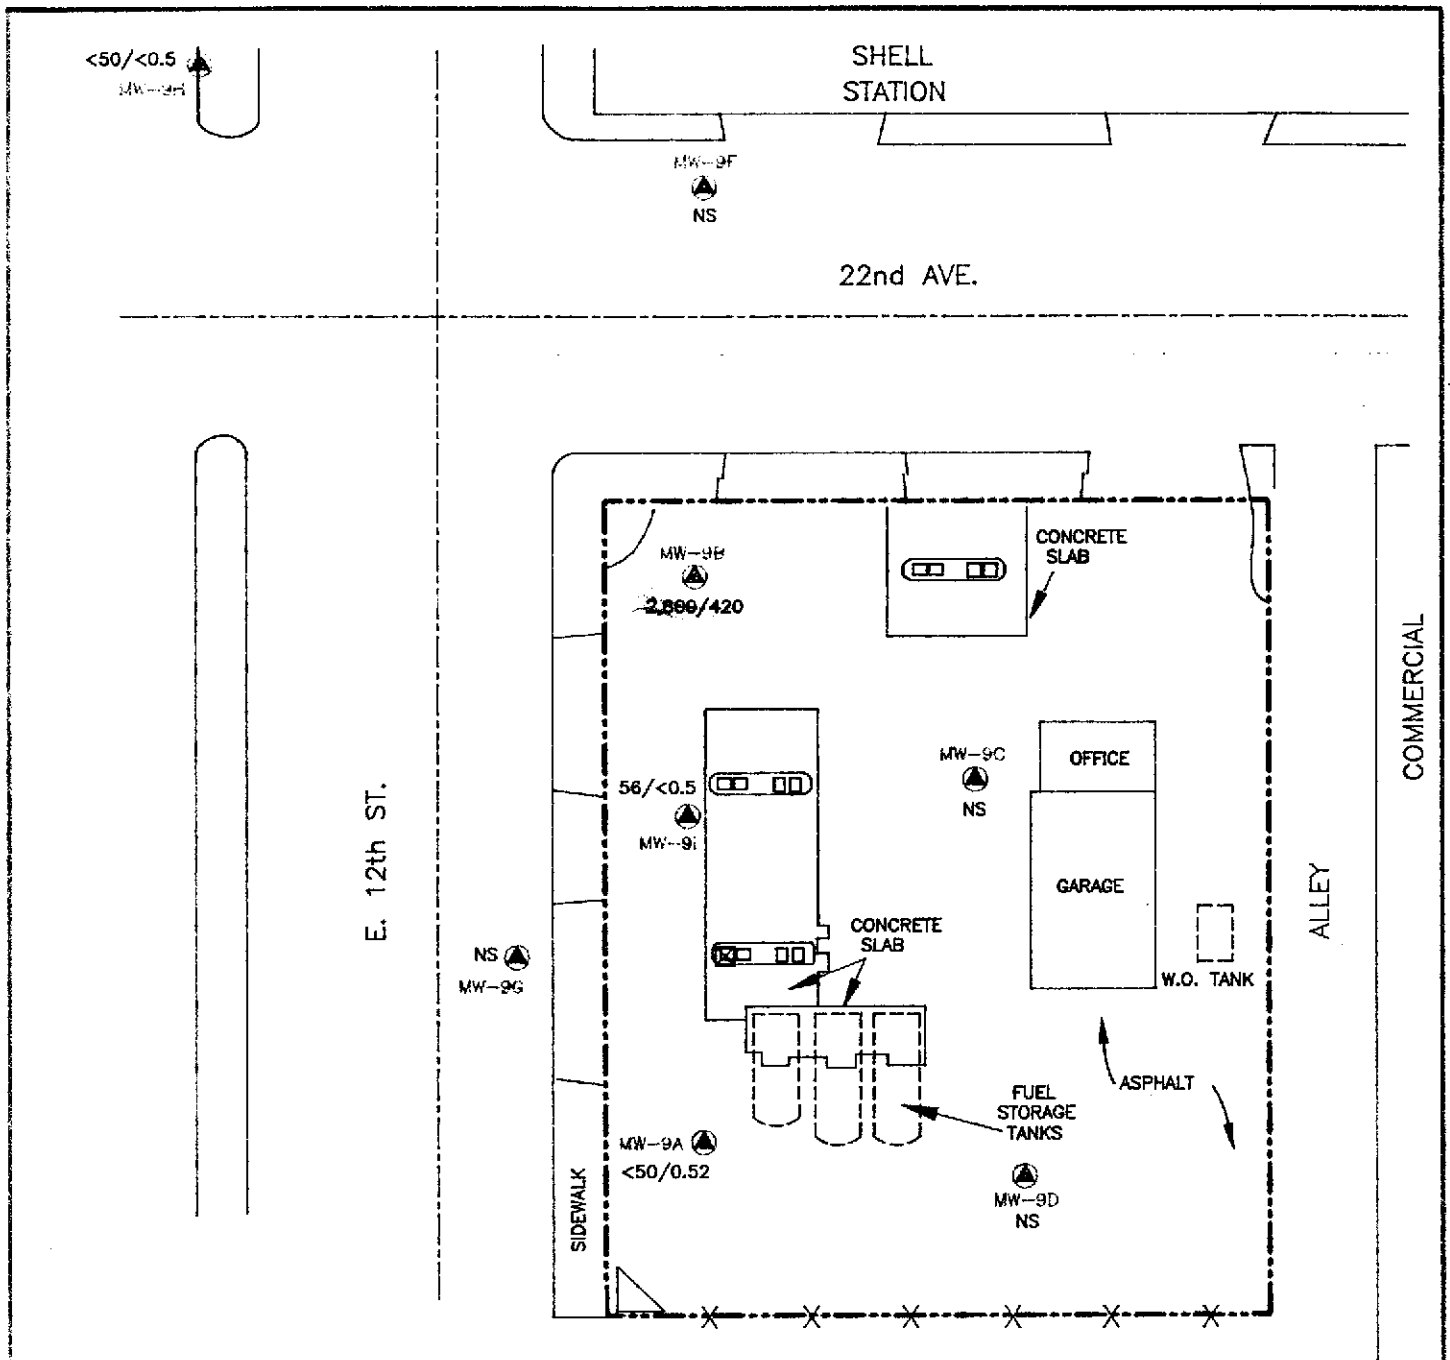 SHELL
STATION
<50/<0.5
MW-9H
MW-9F
NS
22nd AVE.
CONCRETE
SLAB
MW-9B
/420
COMMERCIAL
MW-9C
NS
OFFICE
56/<0.5
MW-9I
E. 12th ST.
GARAGE
ALLEY
CONCRETE
SLAB
NS
MW-9G
W.O. TANK
ASPHALT
FUEL
STORAGE
TANKS
MW-9A
<50/0.52
MW-9D
NS
SIDEWALK